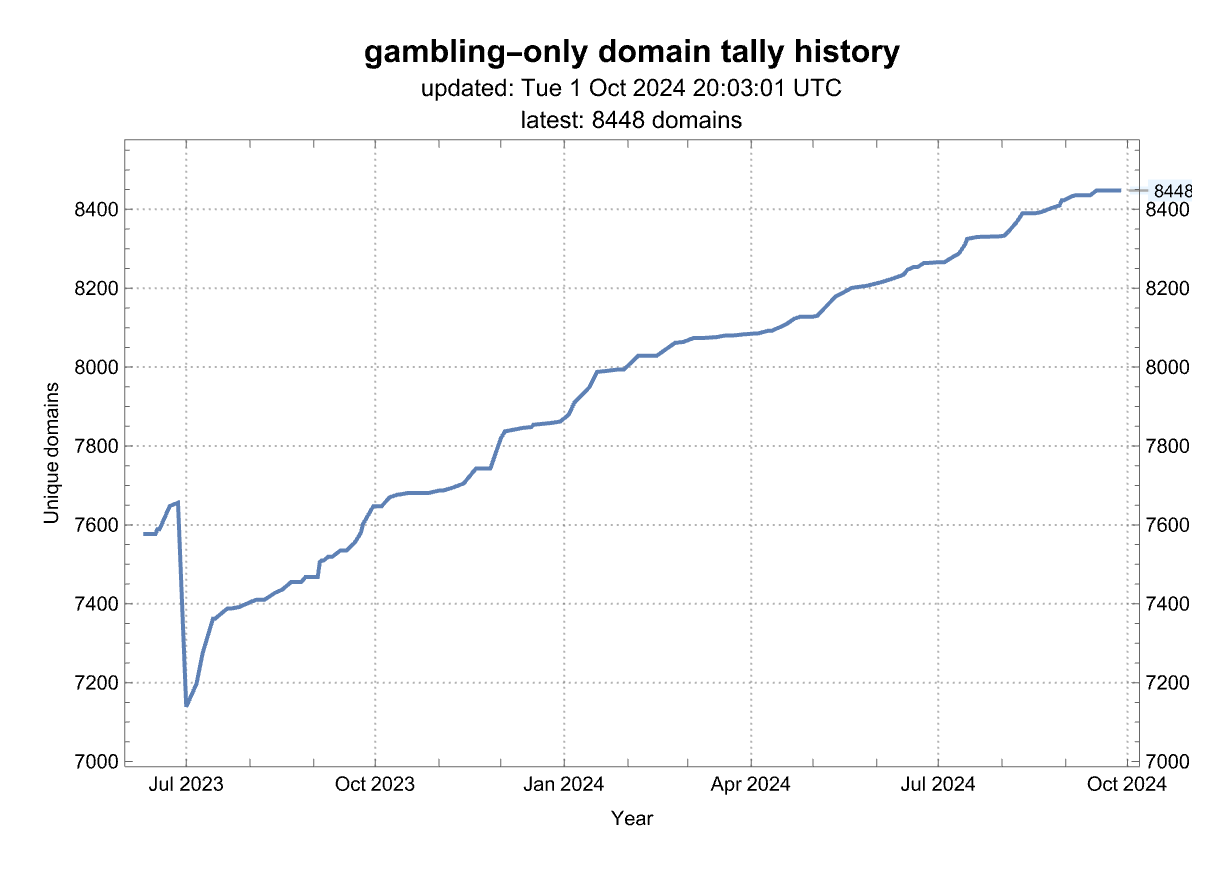 gambling–only domain tally history
updated: Tue 1 Oct 2024 20:03:01 UTC
latest: 8448 domains
8448
8400
8400
8200
8200
8000
8000
7800
7800
7600
7600
7400
7400
7200
7200
7000
7000
Unique domains
Jul 2023
Oct 2023
Jan 2024
Apr 2024
Jul 2024
Oct 2024
Year